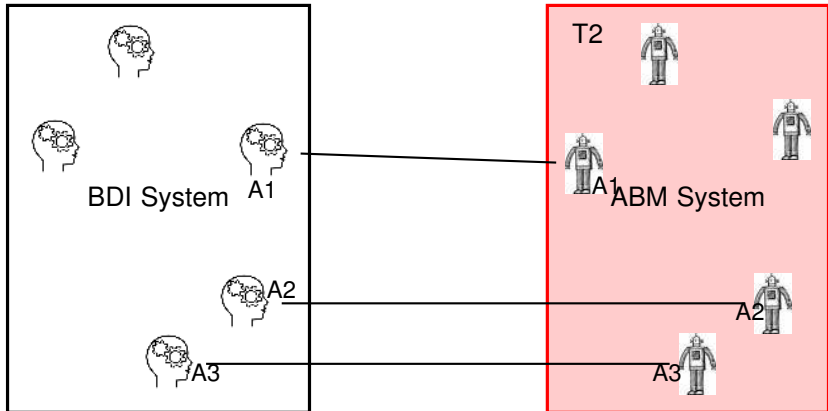 T2
BDI System
A1
A1
ABM System
A2
A2
A3
A3